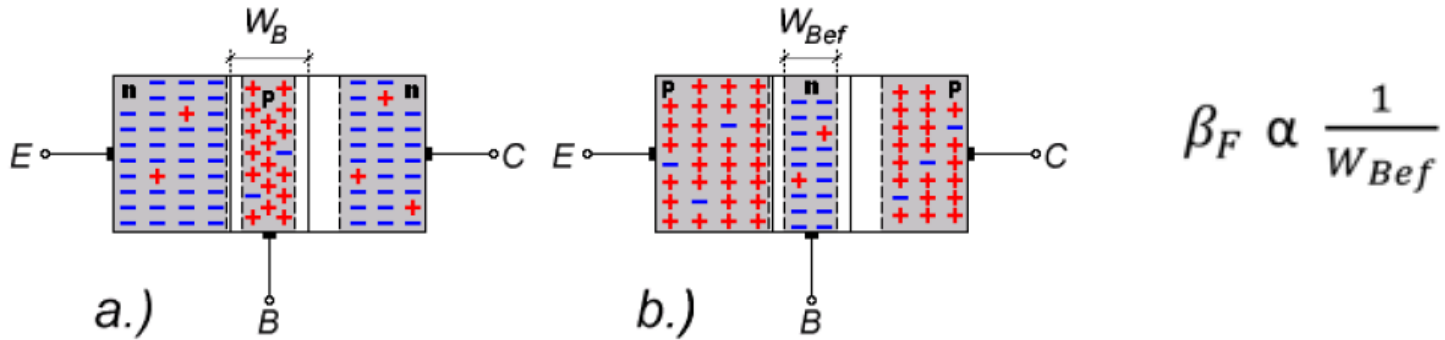 W_B
n p n
E C
B
a.)
W_Bef
p n p
E C
B
b.)
β_F α 1/W_Bef